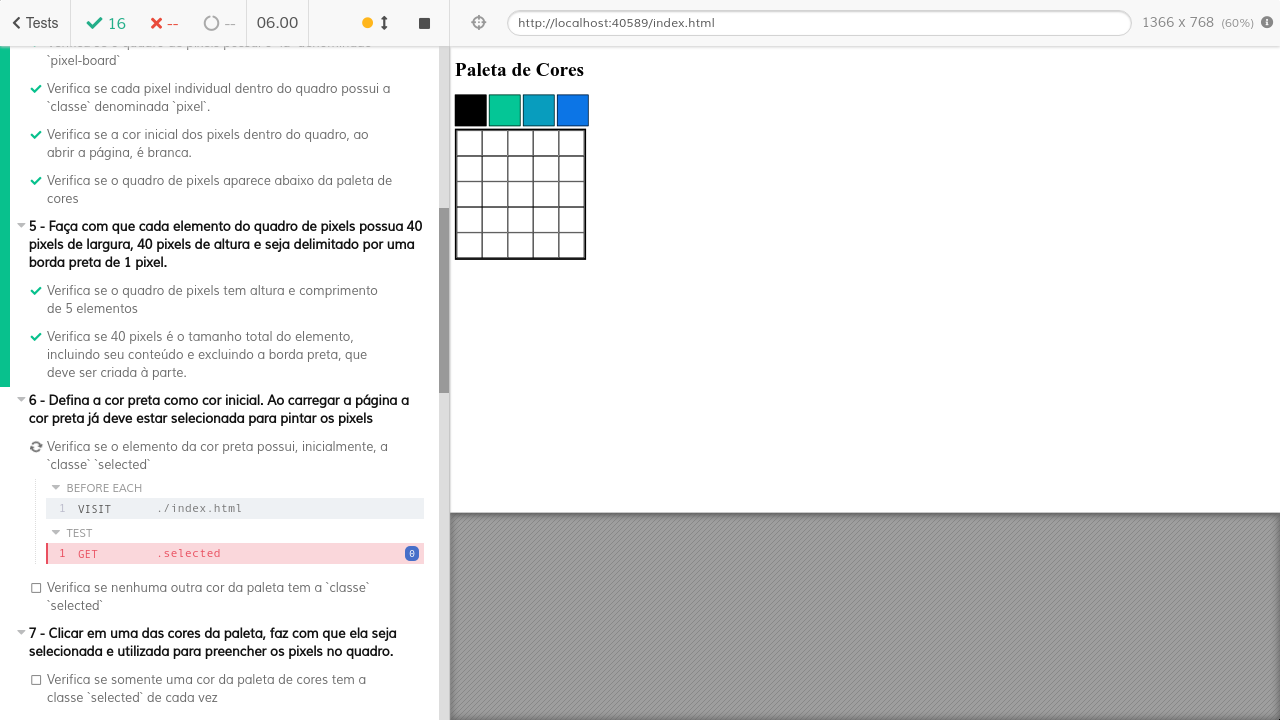 Tests
16
--
--
06.00
http://localhost:40589/index.html
1366 x 768 (60%)
`pixel-board`
Verifica se cada pixel individual dentro do quadro possui a
`classe` denominada `pixel`.
Verifica se a cor inicial dos pixels dentro do quadro, ao
abrir a página, é branca.
Verifica se o quadro de pixels aparece abaixo da paleta de
cores
5 - Faça com que cada elemento do quadro de pixels possua 40
pixels de largura, 40 pixels de altura e seja delimitado por uma
borda preta de 1 pixel.
Verifica se o quadro de pixels tem altura e comprimento
de 5 elementos
Verifica se 40 pixels é o tamanho total do elemento,
incluindo seu conteúdo e excluindo a borda preta, que
deve ser criada à parte.
6 - Defina a cor preta como cor inicial. Ao carregar a página a
cor preta já deve estar selecionada para pintar os pixels
Verifica se o elemento da cor preta possui, inicialmente, a
`classe` `selected`
BEFORE EACH
1 VISIT ./index.html
TEST
1 GET .selected 0
Verifica se nenhuma outra cor da paleta tem a `classe`
`selected`
7 - Clicar em uma das cores da paleta, faz com que ela seja
selecionada e utilizada para preencher os pixels no quadro.
Verifica se somente uma cor da paleta de cores tem a
classe `selected` de cada vez
Paleta de Cores